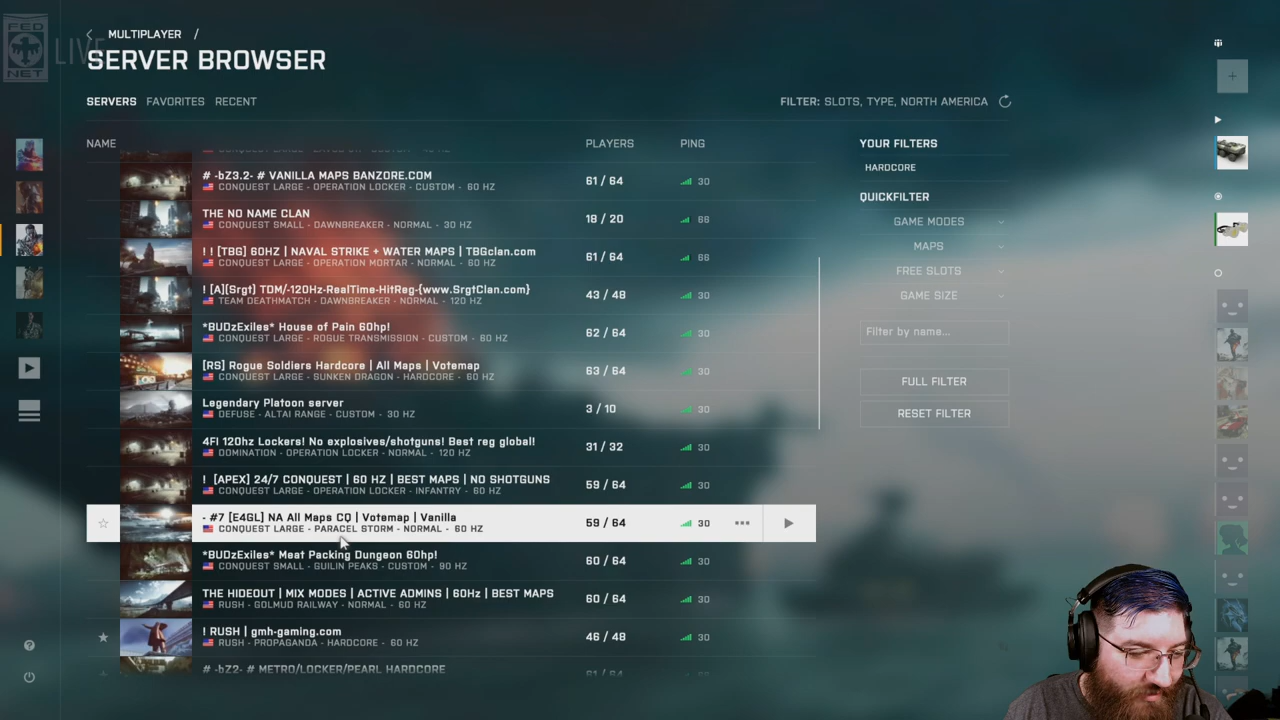 FED
NET
LIVE
MULTIPLAYER /
SERVER BROWSER
SERVERS FAVORITES RECENT
FILTER: SLOTS, TYPE, NORTH AMERICA
NAME PLAYERS PING
# -bZ3.2- # VANILLA MAPS BANZORE.COM 61 / 64 30
CONQUEST LARGE - OPERATION LOCKER - CUSTOM - 60 HZ
THE NO NAME CLAN 18 / 20 66
CONQUEST SMALL - DAWNBREAKER - NORMAL - 30 HZ
! ! [TBG] 60HZ | NAVAL STRIKE + WATER MAPS | TBGclan.com 61 / 64 66
CONQUEST LARGE - OPERATION MORTAR - NORMAL - 60 HZ
! [A][Srgt] TDM/-120Hz-RealTime-HitReg-{www.SrgtClan.com} 43 / 48 30
TEAM DEATHMATCH - DAWNBREAKER - NORMAL - 120 HZ
*BUDzExiles* House of Pain 60hp! 62 / 64 30
CONQUEST LARGE - ROGUE TRANSMISSION - CUSTOM - 60 HZ
[RS] Rogue Soldiers Hardcore | All Maps | Votemap 63 / 64 30
CONQUEST LARGE - SUNKEN DRAGON - HARDCORE - 60 HZ
Legendary Platoon server 3 / 10 30
DEFUSE - ALTAI RANGE - CUSTOM - 30 HZ
4FI 120hz Lockers! No explosives/shotguns! Best reg global! 31 / 32 30
DOMINATION - OPERATION LOCKER - NORMAL - 120 HZ
! [APEX] 24/7 CONQUEST | 60 HZ | BEST MAPS | NO SHOTGUNS 59 / 64 30
CONQUEST LARGE - OPERATION LOCKER - INFANTRY - 60 HZ
- #7 [E4GL] NA All Maps CQ | Votemap | Vanilla 59 / 64 30
CONQUEST LARGE - PARACEL STORM - NORMAL - 60 HZ
*BUDzExiles* Meat Packing Dungeon 60hp! 60 / 64 30
CONQUEST SMALL - GUILIN PEAKS - CUSTOM - 90 HZ
THE HIDEOUT | MIX MODES | ACTIVE ADMINS | 60Hz | BEST MAPS 60 / 64 30
RUSH - GOLMUD RAILWAY - NORMAL - 60 HZ
! RUSH | gmh-gaming.com 46 / 48 30
RUSH - PROPAGANDA - HARDCORE - 60 HZ
# -bZ2- # METRO/LOCKER/PEARL HARDCORE 61 / 64 30
YOUR FILTERS
HARDCORE
QUICKFILTER
GAME MODES
MAPS
FREE SLOTS
GAME SIZE
Filter by name...
FULL FILTER
RESET FILTER